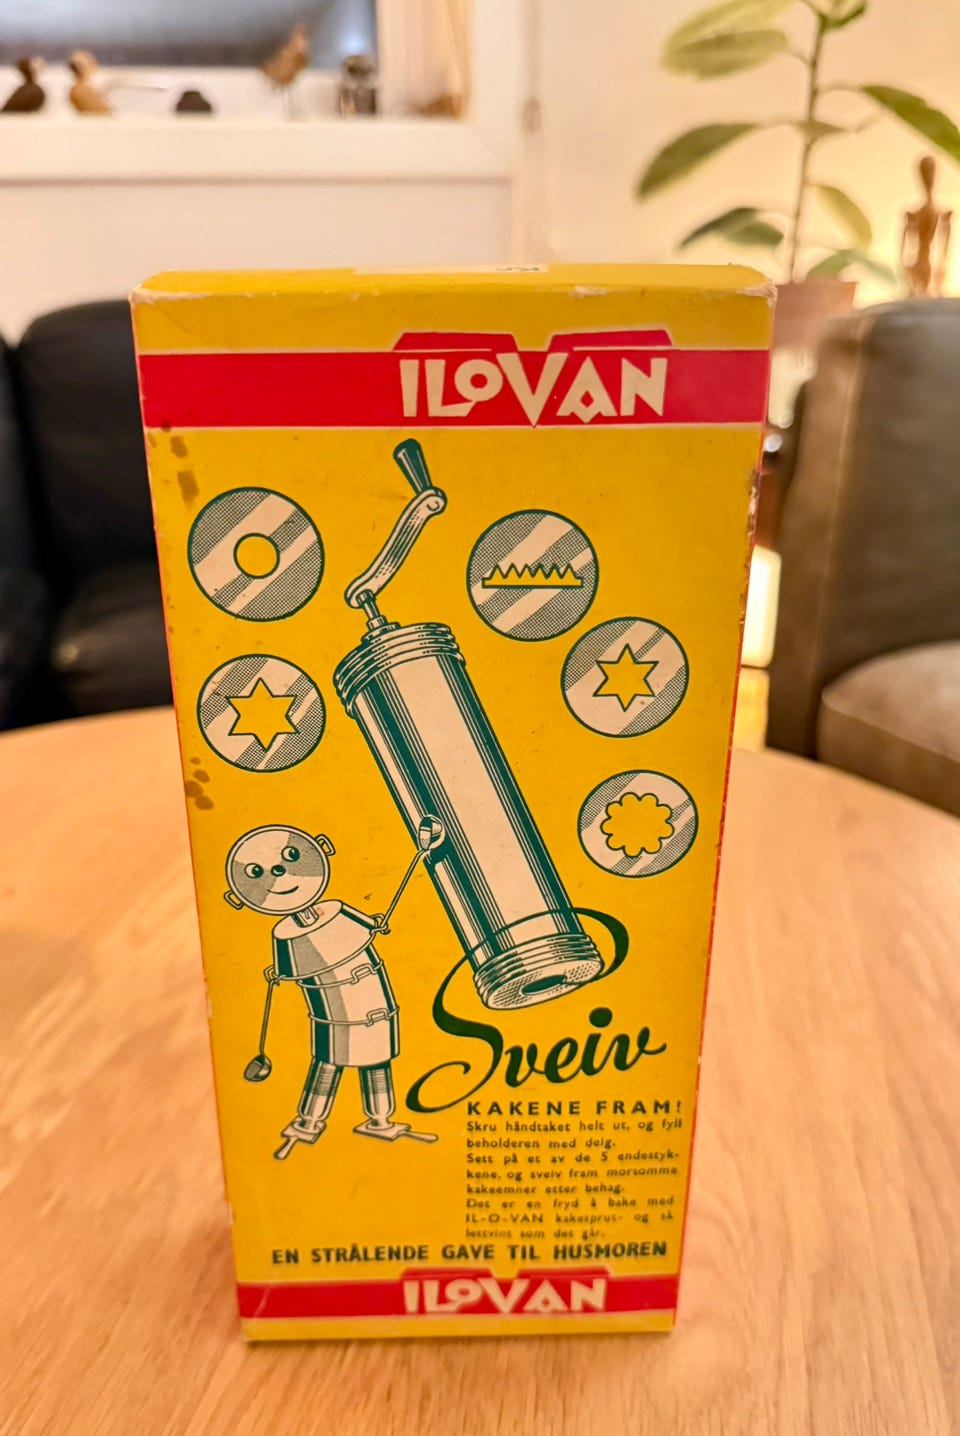 Kr.
ILOVAN
Sveiv
KAKENE FRAM!
Skru håndtaket helt ut, og fyll
beholderen med deig.
Sett på et av de 5 endestyk-
kene, og sveiv fram morsomme
kakeemner etter behag.
Det er en fryd å bake med
IL-O-VAN kakesprut- og så
lettvint som det går.
EN STRÅLENDE GAVE TIL HUSMOREN
ILOVAN